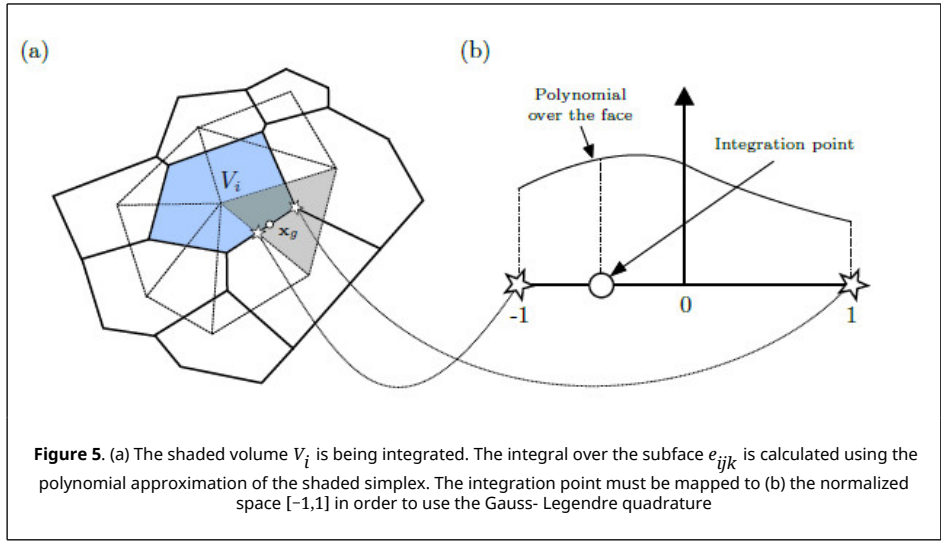 (a)
(b)
Polynomial
over the face
Integration point
V_i
x_g
-1
0
1
Figure 5. (a) The shaded volume V_i is being integrated. The integral over the subface e_ijk is calculated using the
polynomial approximation of the shaded simplex. The integration point must be mapped to (b) the normalized
space [−1,1] in order to use the Gauss- Legendre quadrature